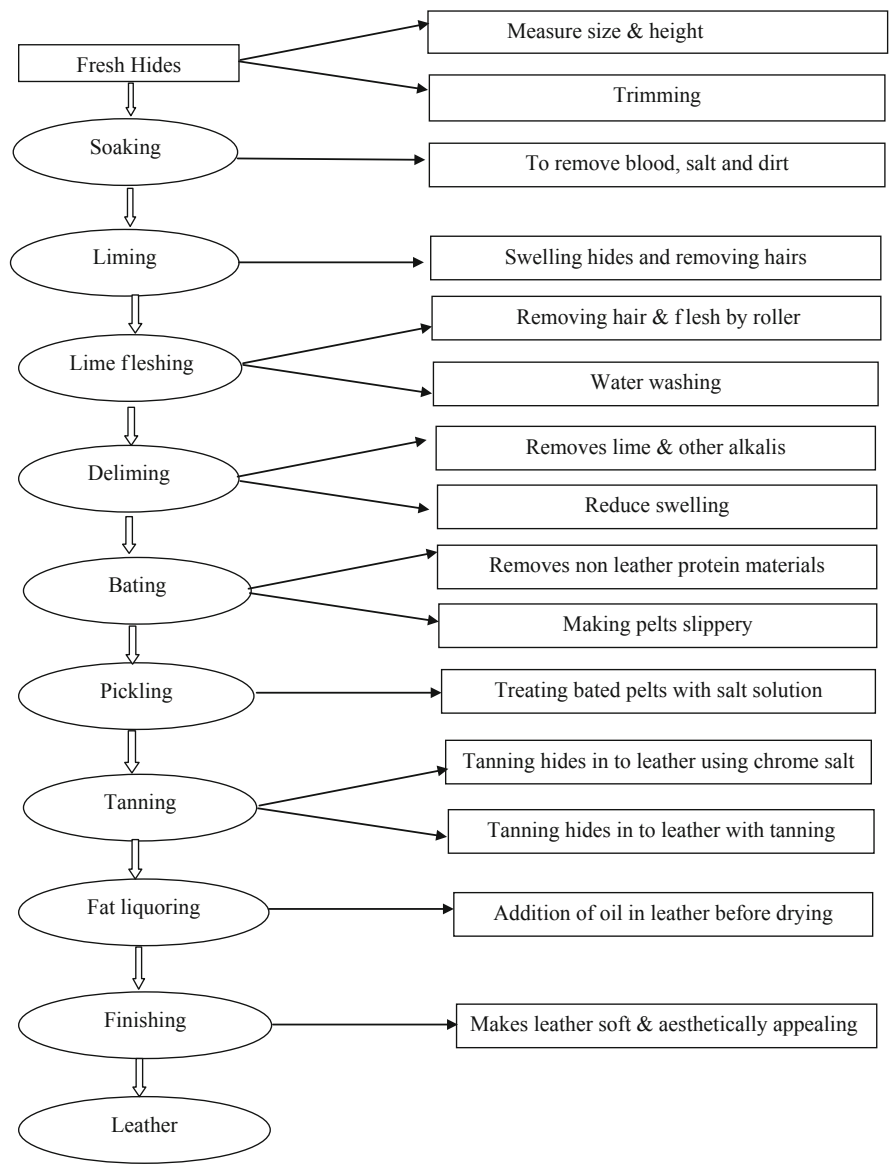 Measure size & height
Fresh Hides
Trimming
Soaking
To remove blood, salt and dirt
Liming
Swelling hides and removing hairs
Removing hair & flesh by roller
Lime fleshing
Water washing
Removes lime & other alkalis
Deliming
Reduce swelling
Removes non leather protein materials
Bating
Making pelts slippery
Pickling
Treating bated pelts with salt solution
Tanning hides in to leather using chrome salt
Tanning
Tanning hides in to leather with tanning
Fat liquoring
Addition of oil in leather before drying
Finishing
Makes leather soft & aesthetically appealing
Leather